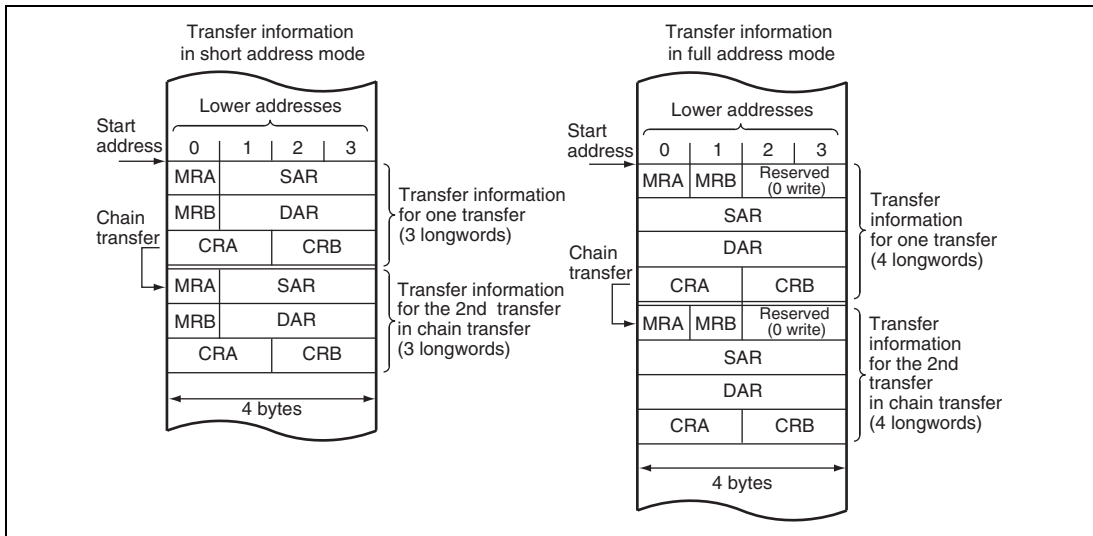 Transfer information
in short address mode
Lower addresses
Start
address
0 1 2 3
MRA SAR
MRB DAR
CRA CRB
Transfer information
for one transfer
(3 longwords)
Chain
transfer
MRA SAR
MRB DAR
CRA CRB
Transfer information
for the 2nd transfer
in chain transfer
(3 longwords)
4 bytes
Transfer information
in full address mode
Lower addresses
Start
address
0 1 2 3
MRA MRB Reserved
(0 write)
SAR
DAR
CRA CRB
Transfer
information
for one transfer
(4 longwords)
Chain
transfer
MRA MRB Reserved
(0 write)
SAR
DAR
CRA CRB
Transfer
information
for the 2nd
transfer
in chain transfer
(4 longwords)
4 bytes